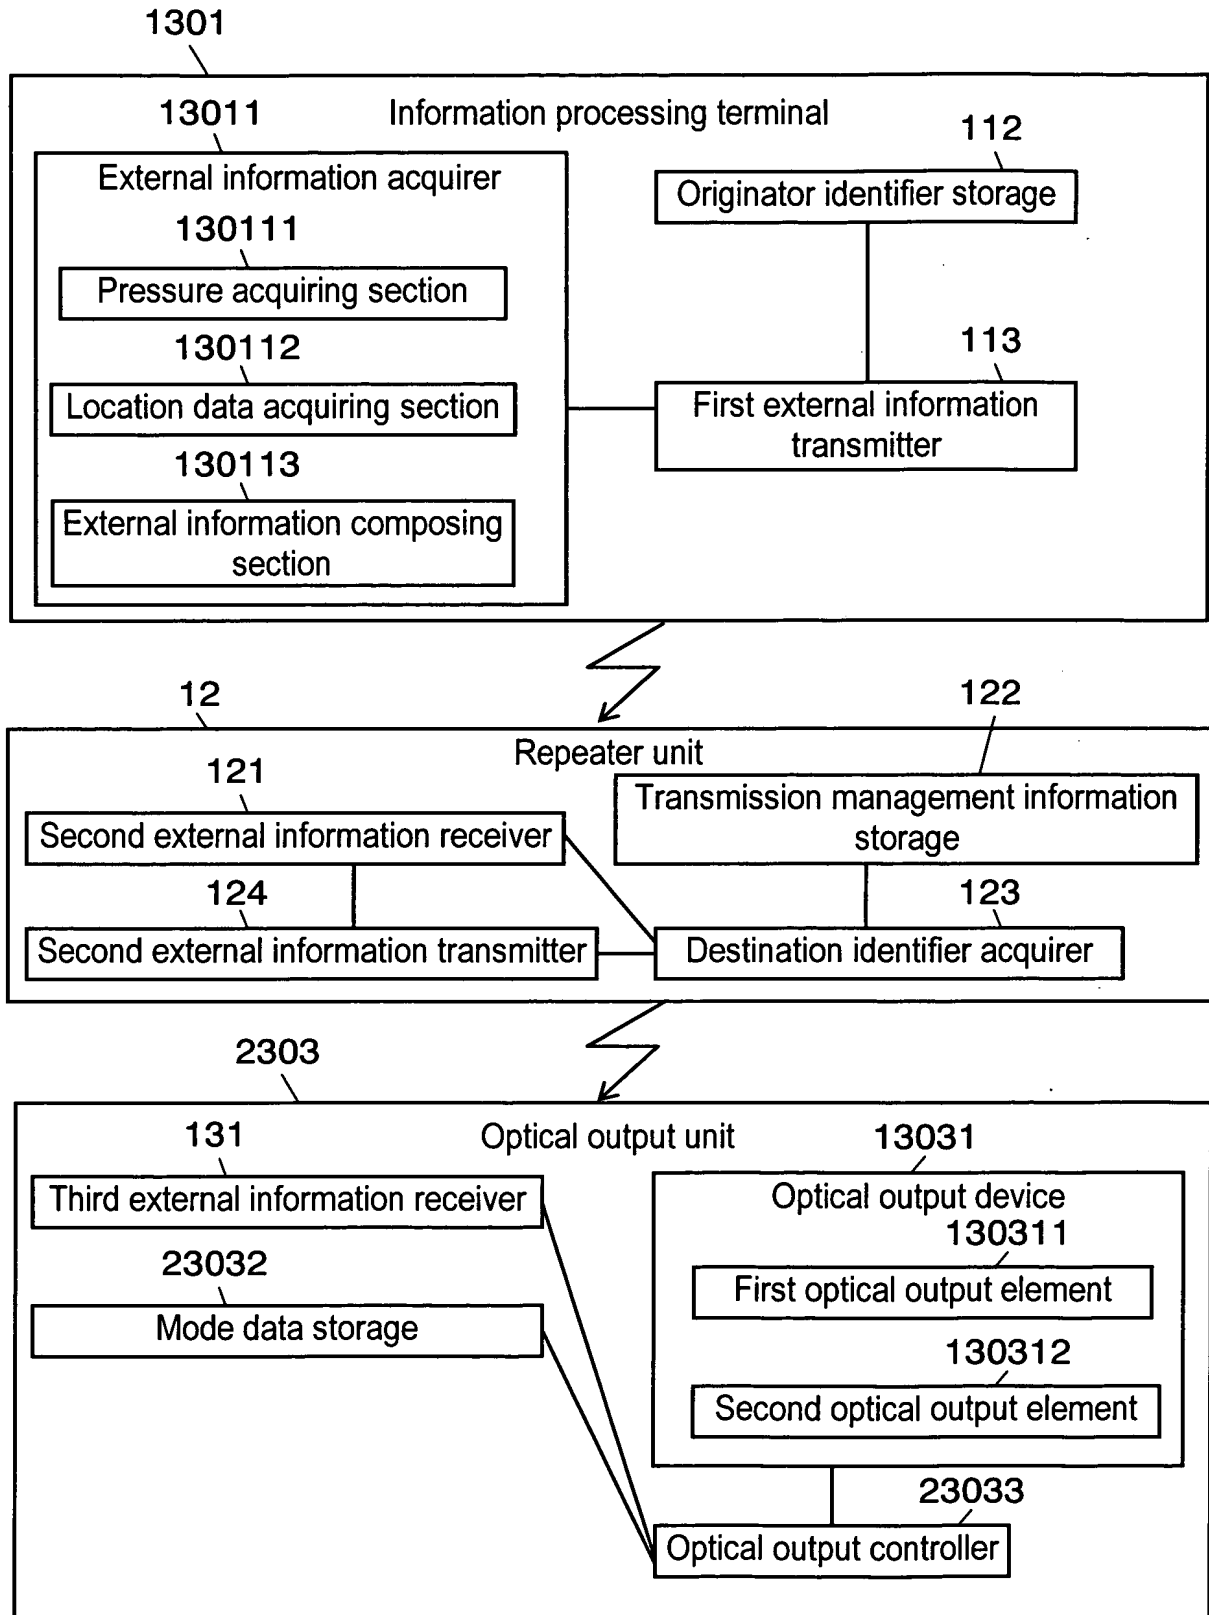 1301
Information processing terminal
13011
External information acquirer
130111
Pressure acquiring section
130112
Location data acquiring section
130113
External information composing
section
112
Originator identifier storage
113
First external information
transmitter
12
Repeater unit
121
Second external information receiver
122
Transmission management information
storage
124
Second external information transmitter
123
Destination identifier acquirer
2303
Optical output unit
131
Third external information receiver
23032
Mode data storage
13031
Optical output device
130311
First optical output element
130312
Second optical output element
23033
Optical output controller